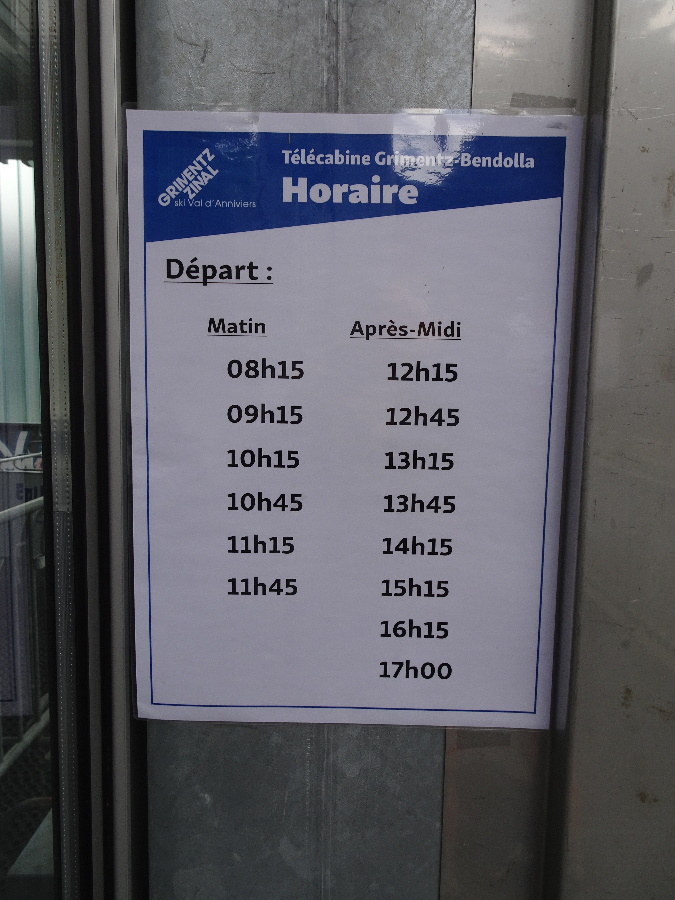 GRIMENTZ
ZINAL
ski Val d'Anniviers
Télécabine Grimentz-Bendolla
Horaire
Départ :
Matin Après-Midi
08h15 12h15
09h15 12h45
10h15 13h15
10h45 13h45
11h15 14h15
11h45 15h15
16h15
17h00